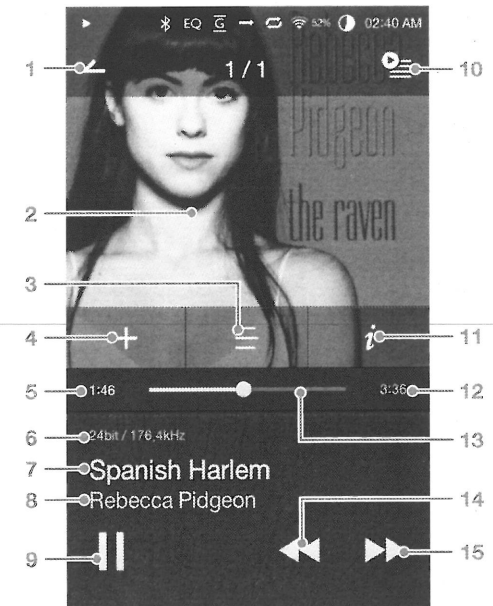 EQ G 52% 02:40 AM
1 1 / 1 10
Rebecca
Pidgeon
2 the raven
3
4 i 11
5 1:46 3:36 12
6 24bit / 176,4kHz 13
7 Spanish Harlem
8 Rebecca Pidgeon 14
9 15